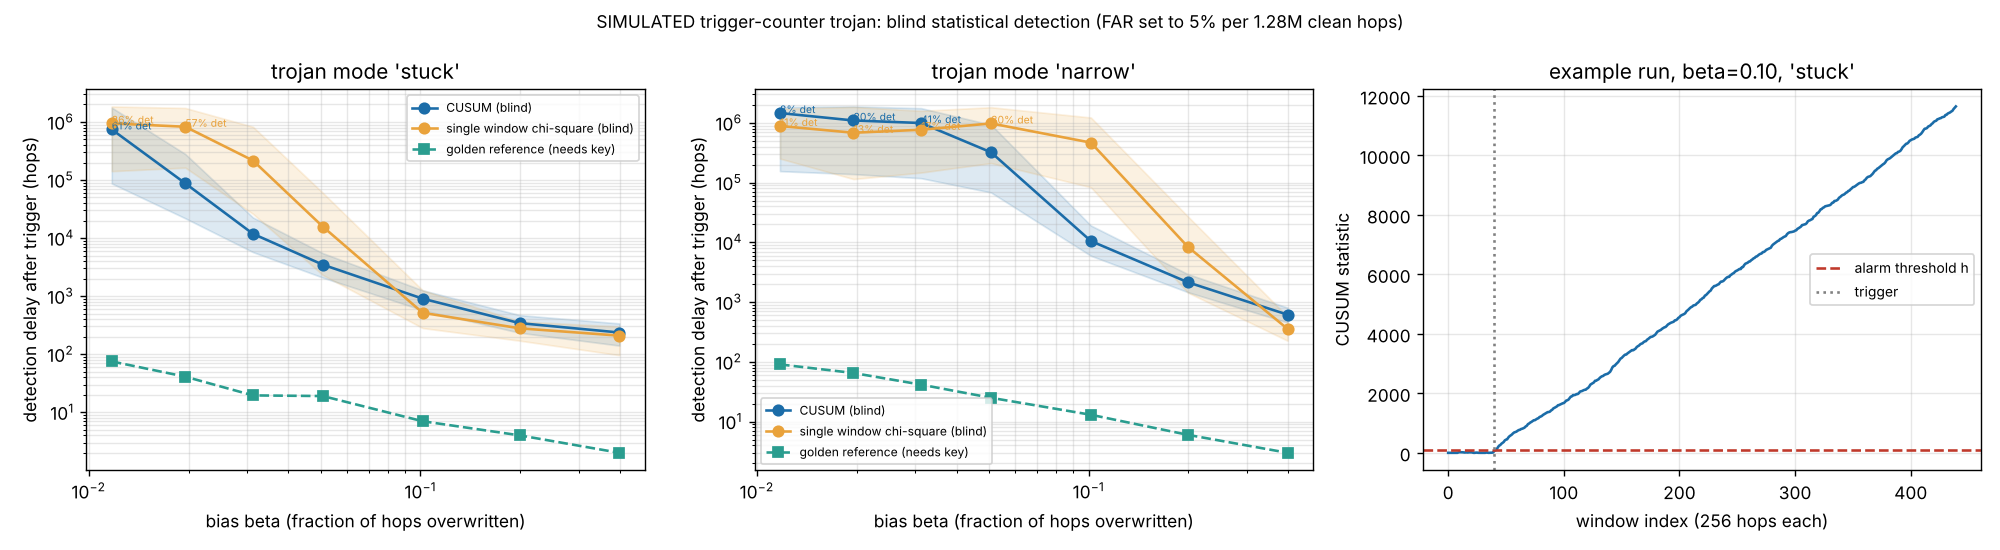 SIMULATED trigger-counter trojan: blind statistical detection (FAR set to 5% per 1.28M clean hops)
trojan mode 'stuck'
detection delay after trigger (hops)
10⁶
10⁵
10⁴
10³
10²
10¹
67% det
CUSUM (blind)
single window chi-square (blind)
golden reference (needs key)
10⁻²
10⁻¹
bias beta (fraction of hops overwritten)
trojan mode 'narrow'
detection delay after trigger (hops)
10⁶
10⁵
10⁴
10³
10²
10¹
% det
% det
41% det
CUSUM (blind)
single window chi-square (blind)
golden reference (needs key)
10⁻²
10⁻¹
bias beta (fraction of hops overwritten)
example run, beta=0.10, 'stuck'
CUSUM statistic
12000
10000
8000
6000
4000
2000
0
alarm threshold h
trigger
0
100
200
300
400
window index (256 hops each)